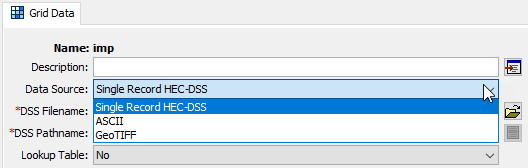 Grid Data
Name: imp
Description:
Data Source: Single Record HEC-DSS
*DSS Filename: Single Record HEC-DSS
ASCII
*DSS Pathname: GeoTIFF
Lookup Table: No